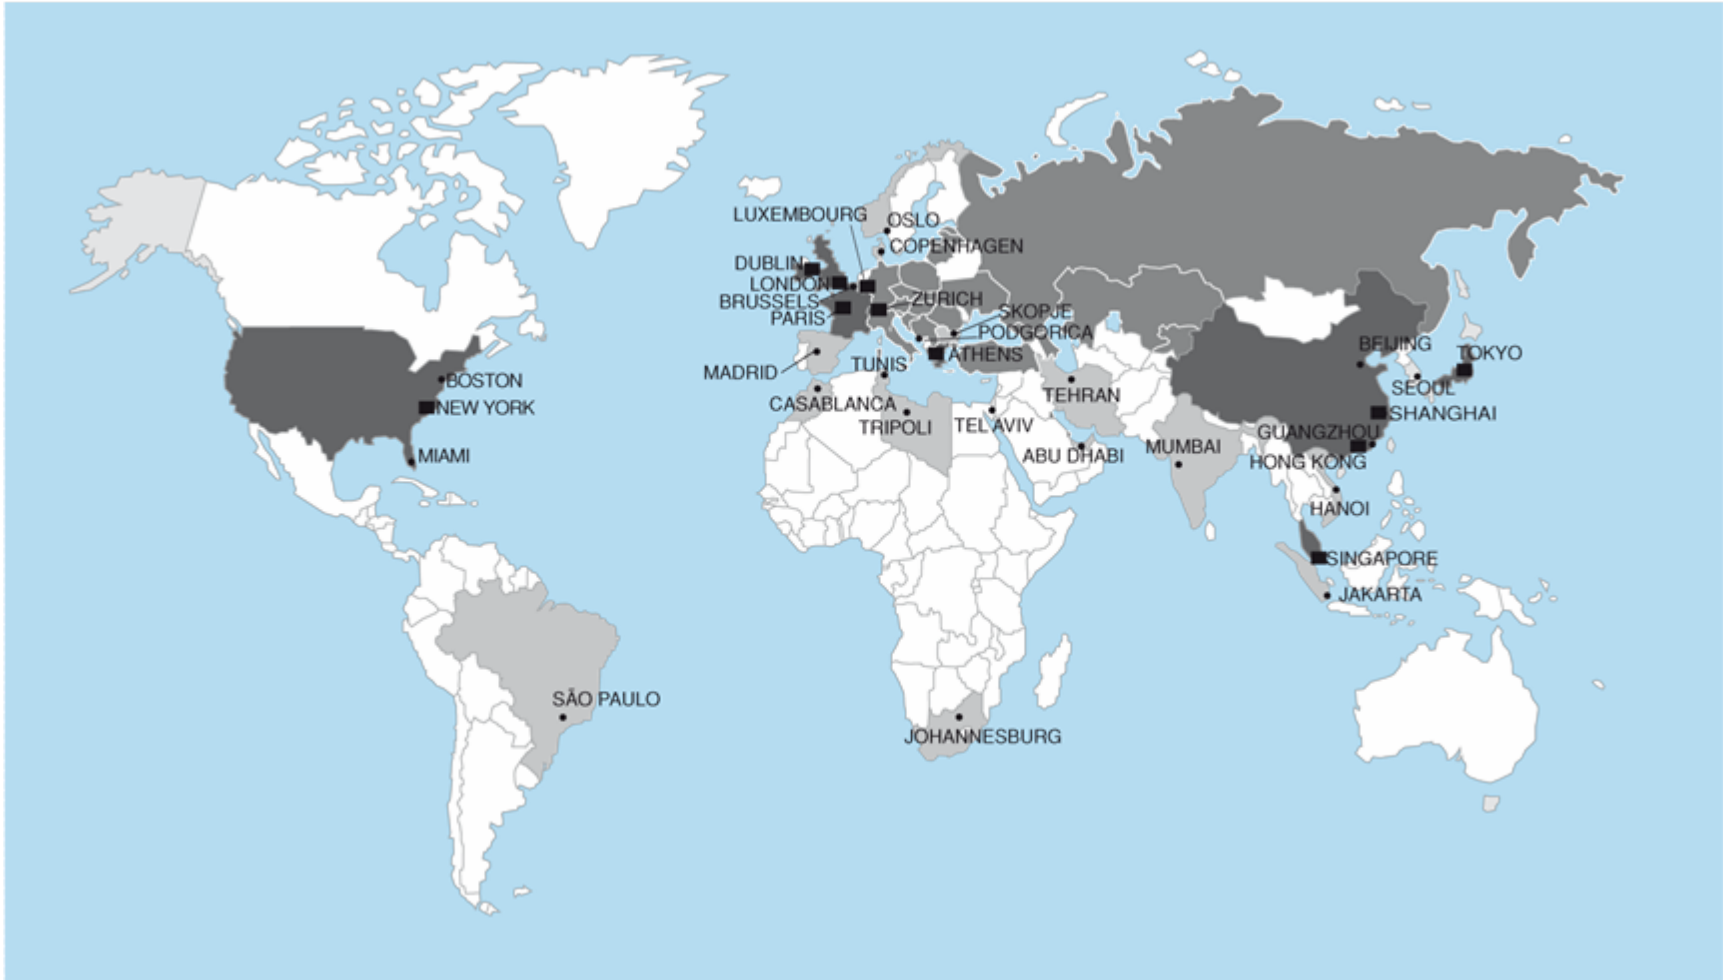 LUXEMBOURG
OSLO
COPENHAGEN
DUBLIN
LONDON
BRUSSELS
ZURICH
PARIS
SKOPJE
PODGORICA
BEIJING
ATHENS
TOKYO
MADRID
TUNIS
BOSTON
SEOUL
TEHRAN
CASABLANCA
NEW YORK
SHANGHAI
TRIPOLI
TEL AVIV
GUANGZHOU
MIAMI
ABU DHABI
MUMBAI
HONG KONG
HANOI
SINGAPORE
JAKARTA
SÃO PAULO
JOHANNESBURG